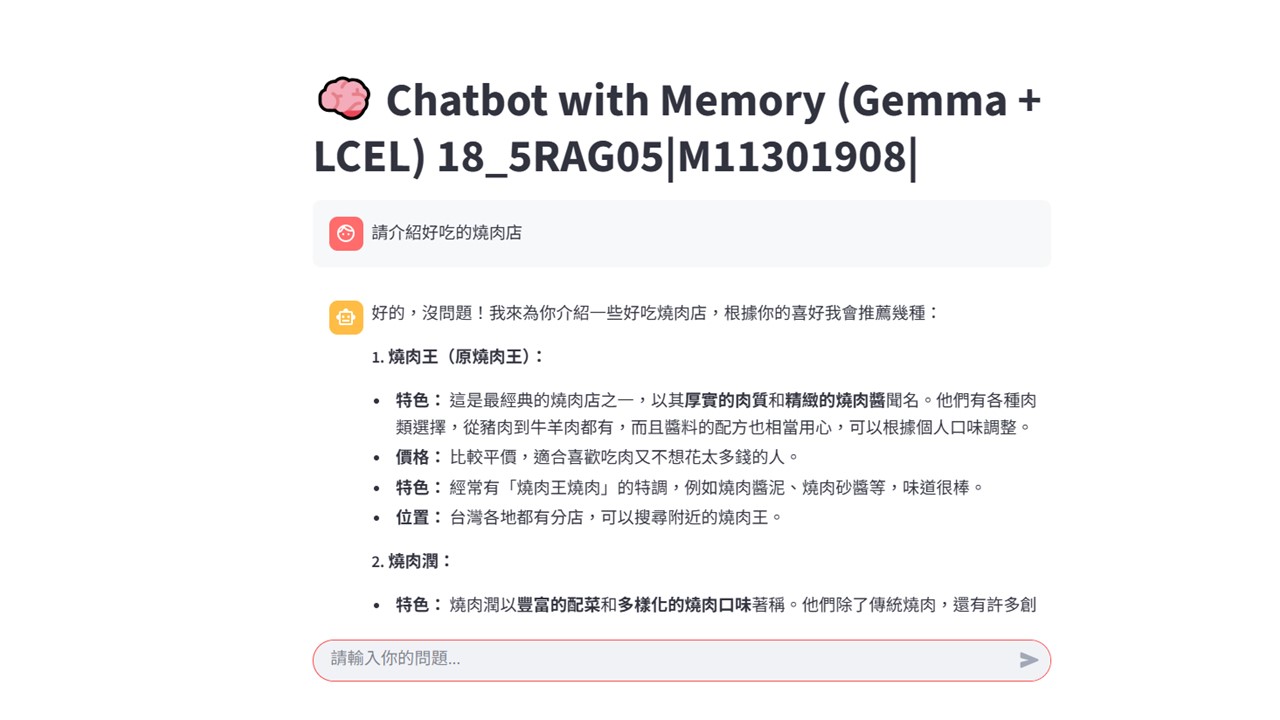 Chatbot with Memory (Gemma +
LCEL) 18_5RAG05|M11301908|
請介紹好吃的燒肉店
好的，沒問題！我來為你介紹一些好吃燒肉店，根據你的喜好我會推薦幾種：
1. 燒肉王（原燒肉王）：
• 特色： 這是最經典的燒肉店之一，以其厚實的肉質和精緻的燒肉醬聞名。他們有各種肉
類選擇，從豬肉到牛羊肉都有，而且醬料的配方也相當用心，可以根據個人口味調整。
• 價格： 比較平價，適合喜歡吃肉又不想花太多錢的人。
• 特色： 經常有「燒肉王燒肉」的特調，例如燒肉醬泥、燒肉砂醬等，味道很棒。
• 位置： 台灣各地都有分店，可以搜尋附近的燒肉王。
2. 燒肉潤：
• 特色： 燒肉潤以豐富的配菜和多樣化的燒肉口味著稱。他們除了傳統燒肉，還有許多創
請輸入你的問題...